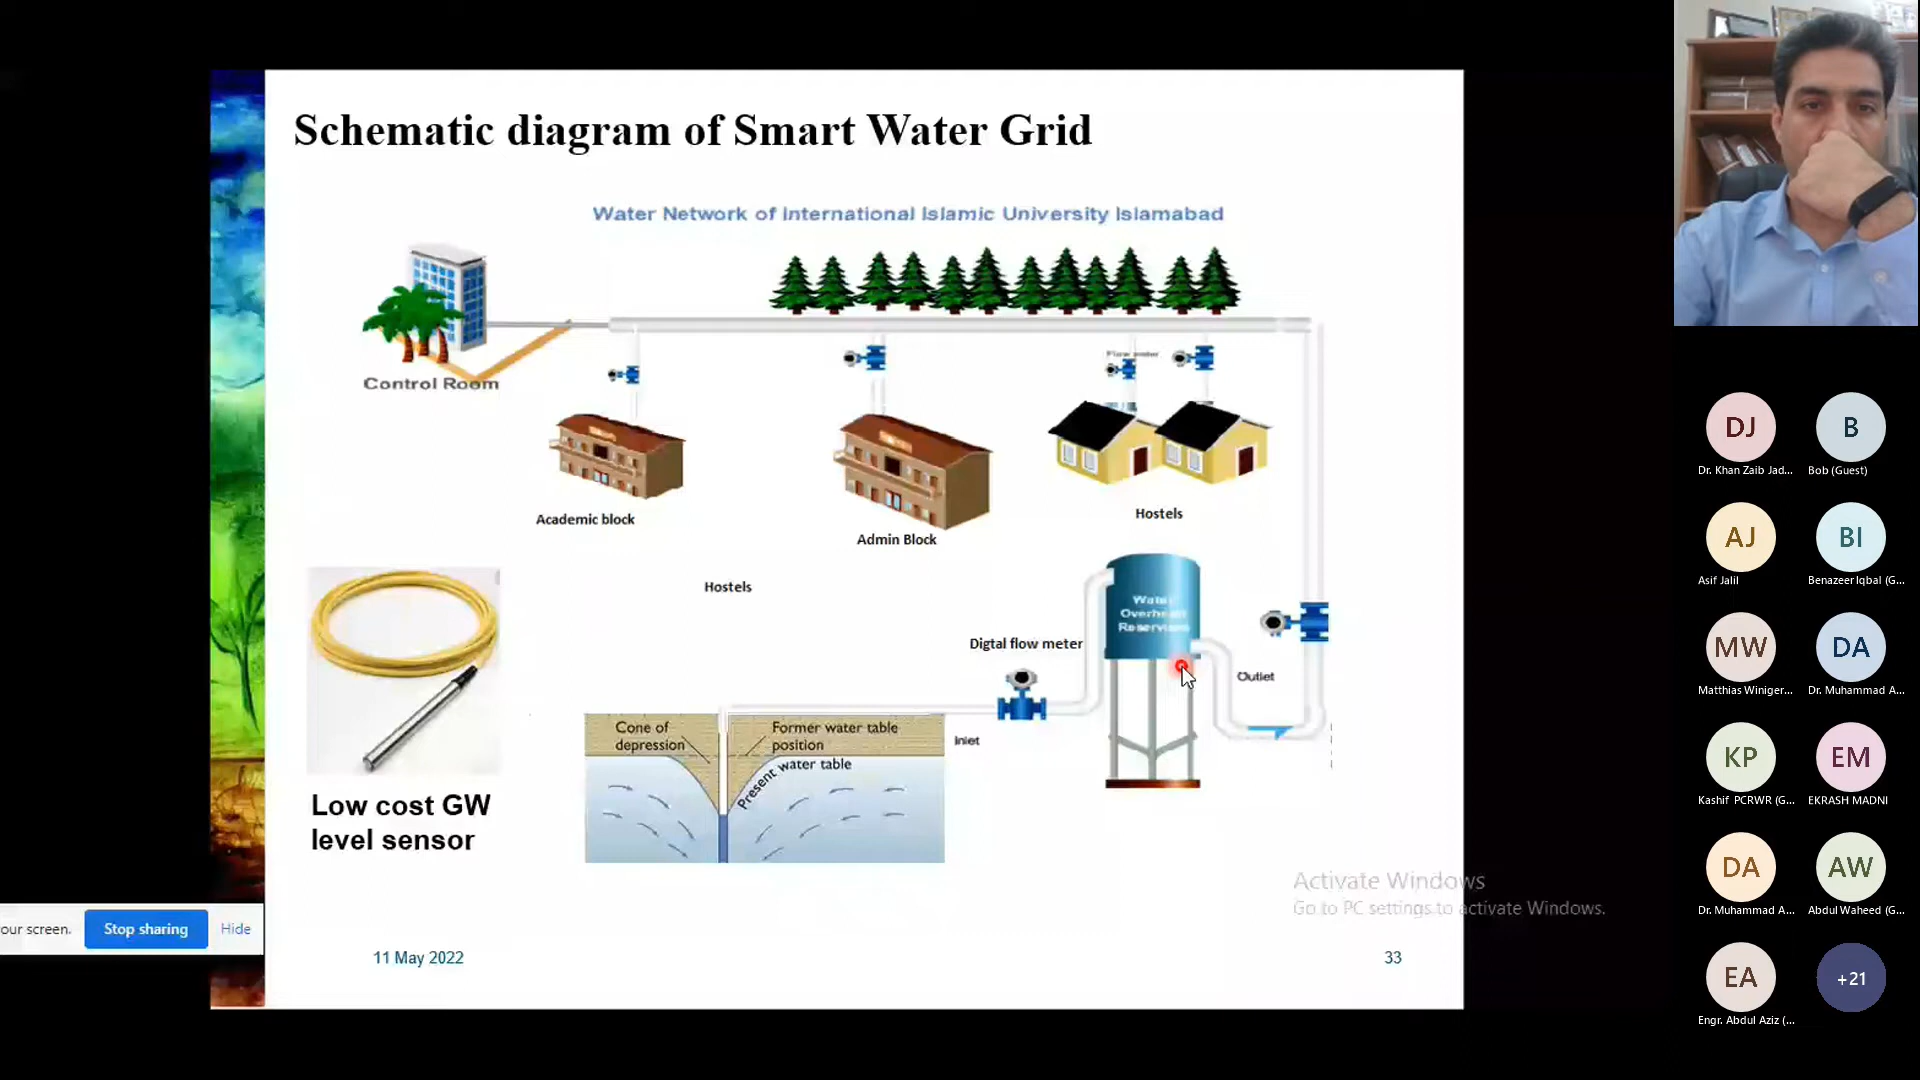 Schematic diagram of Smart Water Grid
Water Network of International Islamic University Islamabad
Control Room
Flow meter
Academic block
Admin Block
Hostels
Hostels
Water
Overhead
Reservior
Digtal flow meter
Outlet
Inlet
Cone of
depression
Former water table
position
Present water table
Low cost GW
level sensor
11 May 2022
33
Activate Windows
Go to PC settings to activate Windows.
our screen.
Stop sharing
Hide
DJ
Dr. Khan Zaib Jad...
B
Bob (Guest)
AJ
Asif Jalil
BI
Benazeer Iqbal (G...
MW
Matthias Winiger...
DA
Dr. Muhammad A...
KP
Kashif PCRWR (G...
EM
EKRASH MADNI
DA
Dr. Muhammad A...
AW
Abdul Waheed (G...
EA
Engr. Abdul Aziz (...
+21